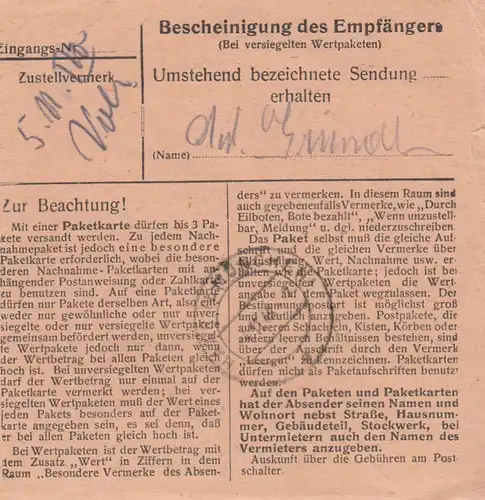 Bescheinigung des Empfängers
(Bei versiegelten Wertpaketen)
Eingangs-Nr.
Zustellvermerk
Umstehend bezeichnete Sendung
erhalten
5. 11.
(Name)
Zur Beachtung!
Mit einer Paketkarte dürfen bis 3 Pa-
kete versandt werden. Zu jedem Nach-
nahmepaket ist jedoch eine besondere
Paketkarte erforderlich, wobei die beson-
deren Nachnahme-Paketkarten mit an-
hängender Postanweisung oder Zahlkarte
zu benutzen sind. Auf eine Paketkarte
dürfen nur Pakete derselben Art, also
weder nur gewöhnliche oder nur unver-
siegelte oder nur versiegelte Wertpakete
gemeinsam befördert werden, unversiegel-
te Wertpakete jedoch nur dann, wenn
der Wertbetrag bei allen Paketen gleich
hoch ist. Bei unversiegelten Wertpaketen
darf der Wertbetrag nur einmal auf der
Paketkarte vermerkt werden; bei ver-
siegelten Wertpaketen muß der Wert eines
jeden Pakets besonders auf der Paket-
karte angegeben sein, es sei denn, daß
er bei allen Paketen gleich hoch ist.
Bei Wertpaketen ist der Wertbetrag mit
dem Zusatz „Wert" in Ziffern in dem
Raum „Besondere Vermerke des Absen-
ders" zu vermerken. In diesem Raum sind
auch gegebenenfalls Vermerke, wie „Durch
Eilboten, Bote bezahlt", „Wenn unzustell-
bar, Meldung" u. dgl. niederzuschreiben
Das Paket selbst muß die gleiche Auf-
schrift und die gleichen Vermerke über
Eilzustellung, Wert, Nachnahme usw. er-
halten wie die Paketkarte; jedoch ist bei
unversiegelten Wertpaketen die Wert-
angabe auf dem Paket wegzulassen. Der
Bestimmungspostort ist möglichst groß
und deutlich anzugeben. Postpakete, die
aus leeren Schachteln, Kisten, Körben oder
andern leeren Behältnissen bestehen, sind
über der Aufschrift durch den Vermerk
„Leergut" zu kennzeichnen. Paketkarten
dürfen nicht als Paketaufschriften benutzt
werden.
Auf den Paketen und Paketkarten
hat der Absender seinen Namen und
Wohnort nebst Straße, Hausnum-
mer, Gebäudeteil, Stockwerk, bei
Untermietern auch den Namen des
Vermieters anzugeben.
Auskunft über die Gebühren am Post
schalter.